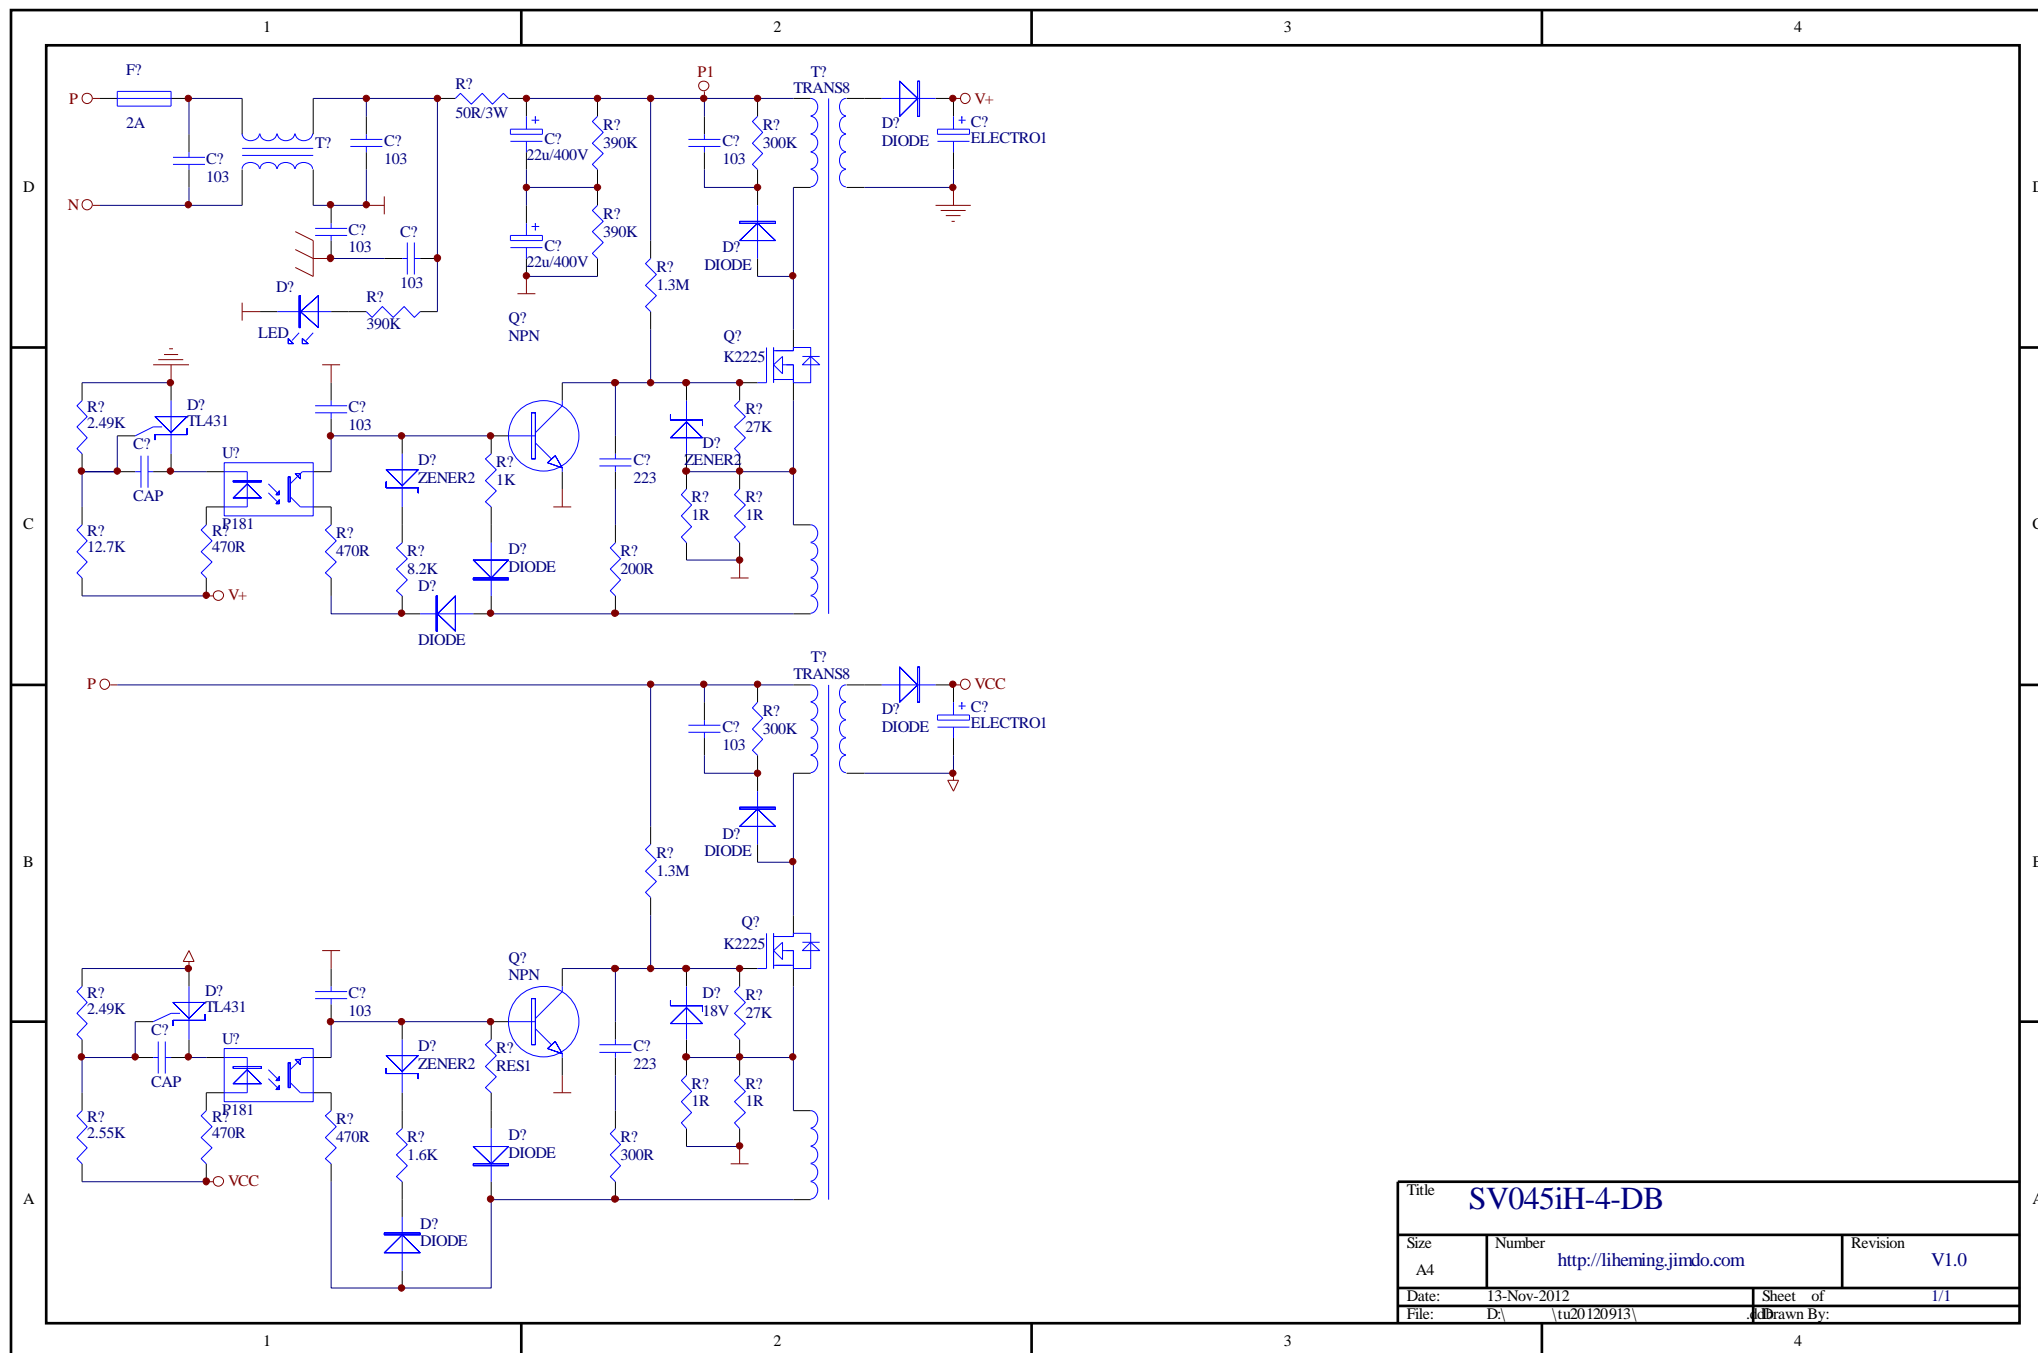 1
2
3
4
D
D
F?
2A
P
N
C?
103
T?
C?
103
R?
50R/3W
C?
22u/400V
R?
390K
C?
22u/400V
R?
390K
P1
C?
103
R?
300K
T?
TRANS8
D?
DIODE
V+
C?
ELECTRO1
C?
103
C?
103
D?
LED
R?
390K
R?
1.3M
D?
DIODE
Q?
NPN
Q?
K2225
C
C
R?
2.49K
D?
TL431
C?
CAP
U?
P181
R?
12.7K
R?
470R
V+
C?
103
R?
470R
D?
ZENER2
R?
8.2K
D?
DIODE
R?
1K
D?
DIODE
C?
223
R?
200R
D?
ZENER2
R?
27K
R?
1R
R?
1R
B
B
P
C?
103
R?
300K
T?
TRANS8
D?
DIODE
VCC
C?
ELECTRO1
D?
DIODE
R?
1.3M
Q?
K2225
Q?
NPN
A
A
R?
2.49K
D?
TL431
C?
CAP
U?
P181
R?
2.55K
R?
470R
VCC
C?
103
R?
470R
D?
ZENER2
R?
1.6K
D?
DIODE
R?
RES1
D?
DIODE
C?
223
R?
300R
D?
18V
R?
27K
R?
1R
R?
1R
Title SV045iH-4-DB
Size
A4
Number
http://liheming.jimdo.com
Revision
V1.0
Date: 13-Nov-2012 Sheet of 1/1
File: D:\ \tu20120913\ .ddb Drawn By:
1
2
3
4